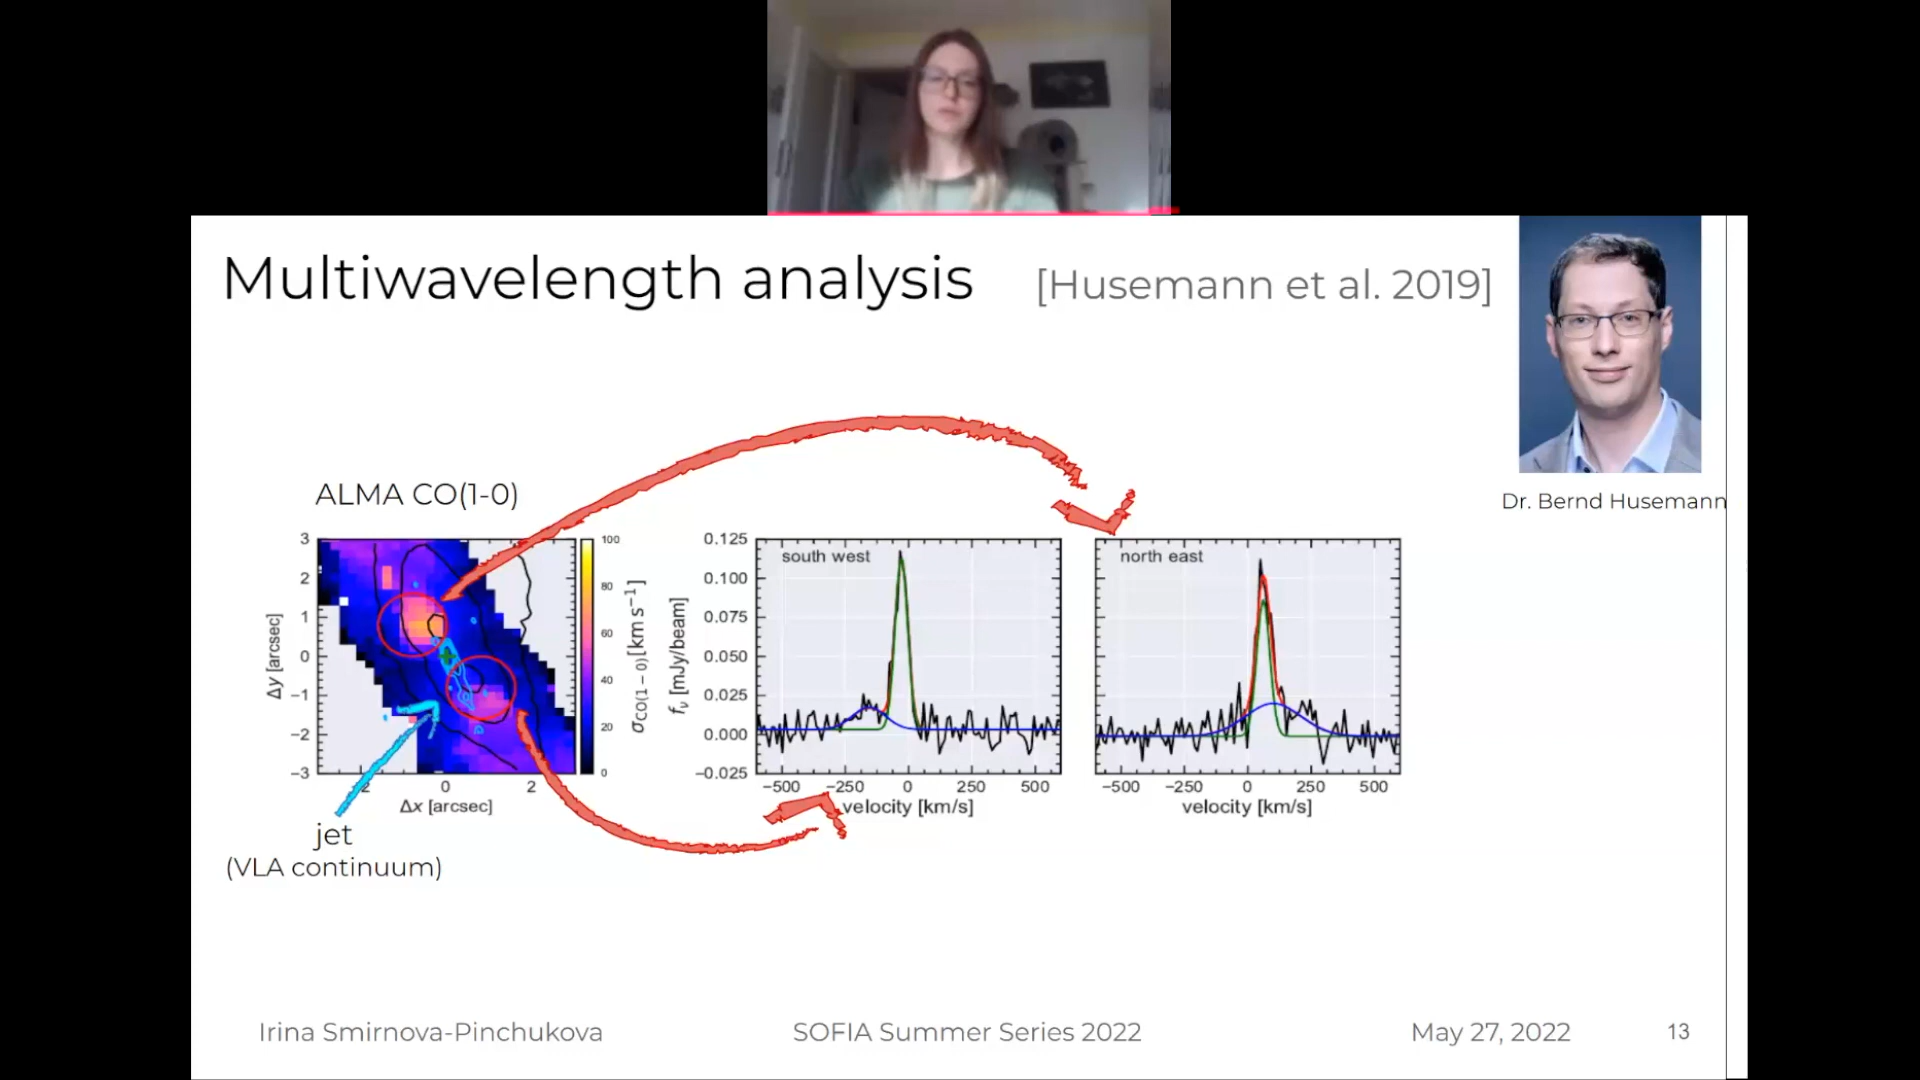 Multiwavelength analysis [Husemann et al. 2019]
Dr. Bernd Husemann
ALMA CO(1-0)
3
2
1
0
−1
−2
−3
Δy [arcsec]
2
0
2
Δx [arcsec]
100
80
60
40
20
0
σCO(1−0)[km s⁻¹]
jet
(VLA continuum)
south west
0.125
0.100
0.075
0.050
0.025
0.000
−0.025
fν [mJy/beam]
−500 −250 0 250 500
velocity [km/s]
north east
−500 −250 0 250 500
velocity [km/s]
Irina Smirnova-Pinchukova SOFIA Summer Series 2022 May 27, 2022 13